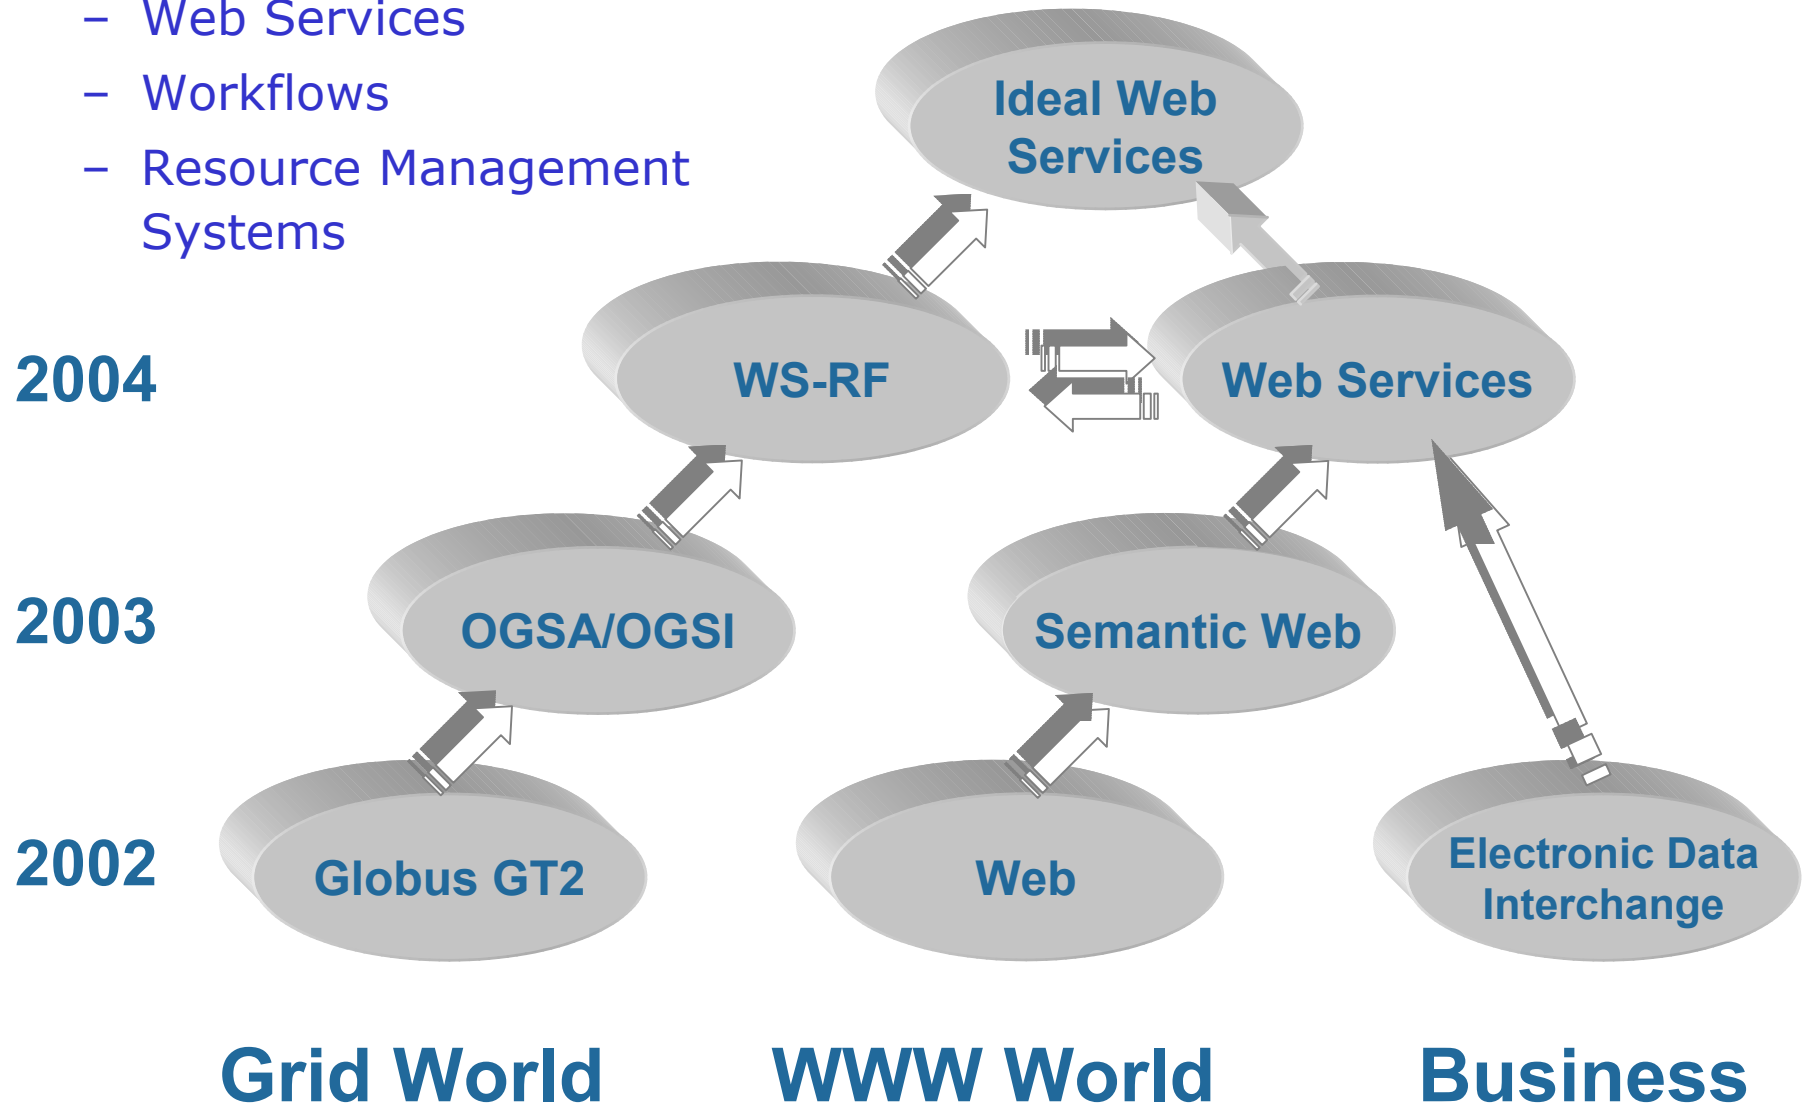 – Web Services
– Workflows
– Resource Management
Systems
Ideal Web
Services
2004
WS-RF
Web Services
2003
OGSA/OGSI
Semantic Web
2002
Globus GT2
Web
Electronic Data
Interchange
Grid World
WWW World
Business